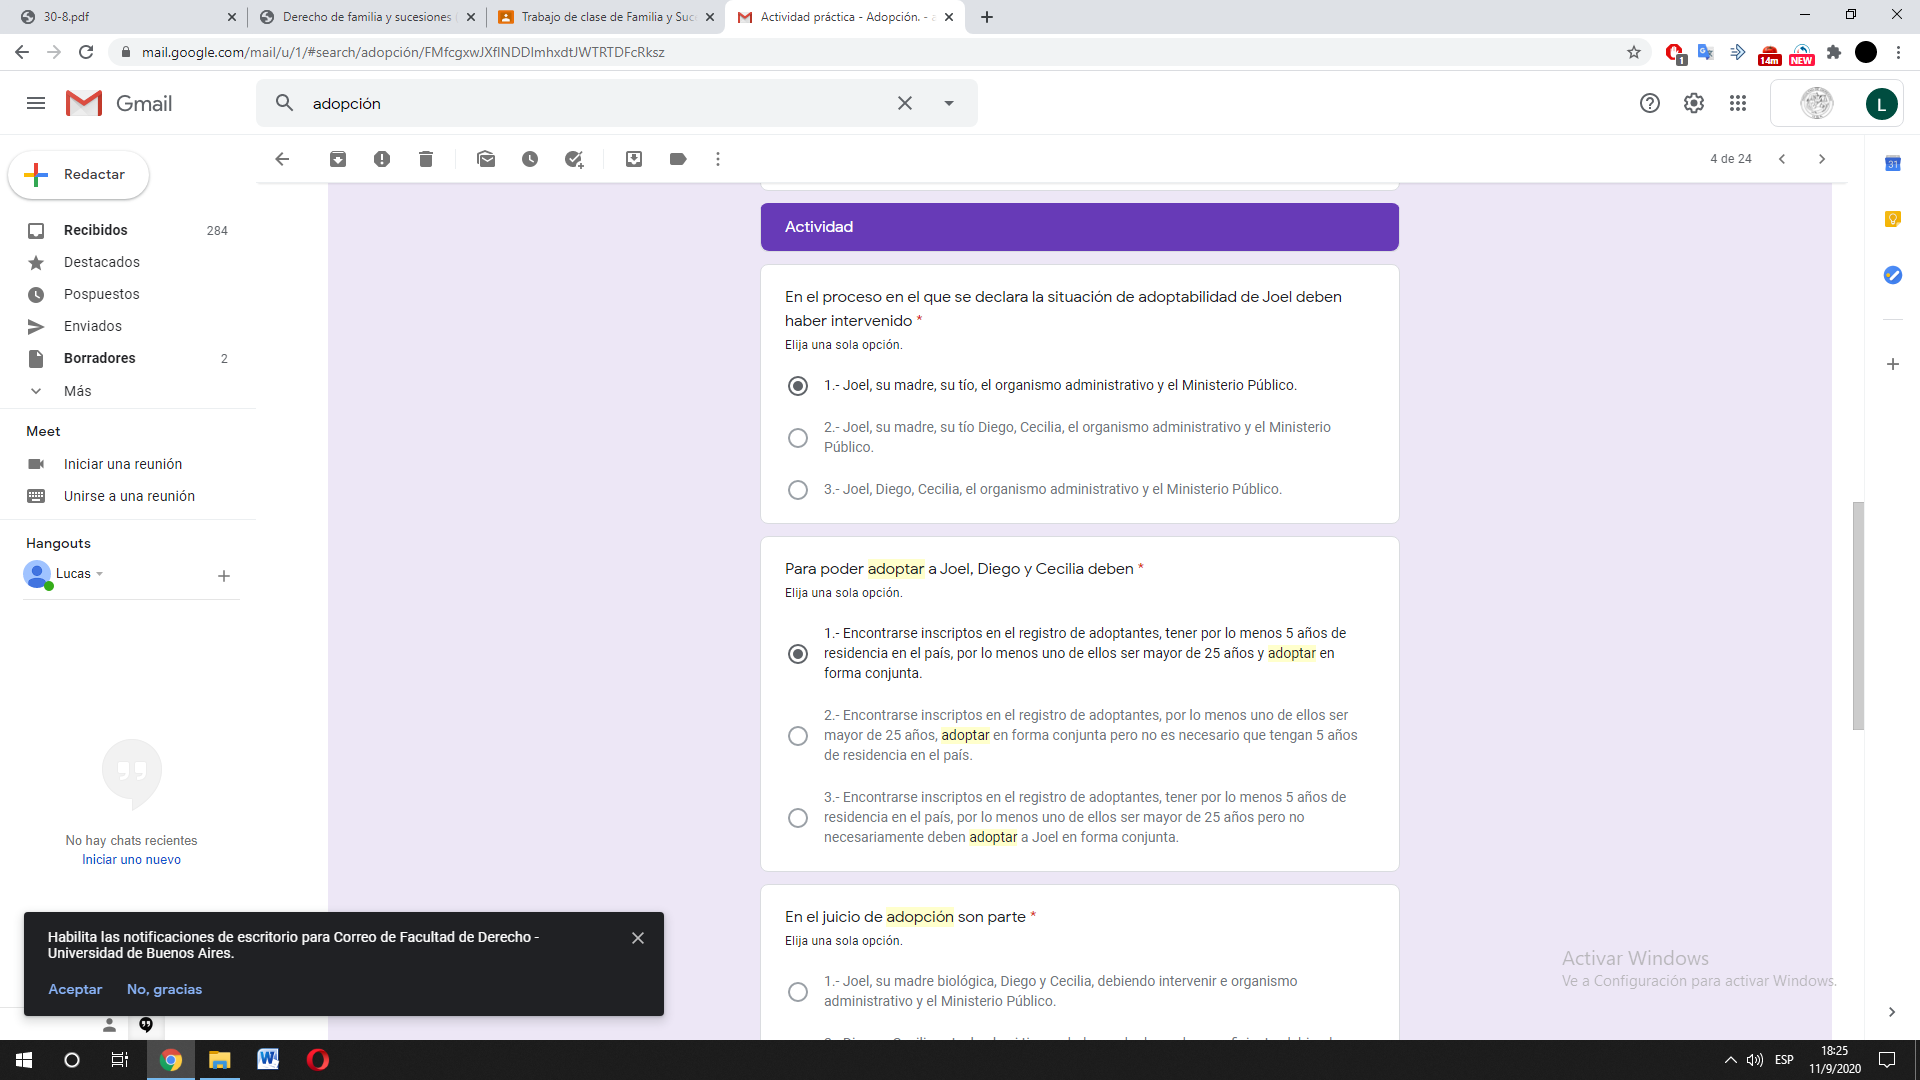 30-8.pdf
Derecho de familia y sucesiones
Trabajo de clase de Familia y Suc
Actividad práctica - Adopción. -
mail.google.com/mail/u/1/#search/adopción/FMfcgxwJXflNDDlmhxdtJWTRTDFcRksz
1
14m
NEW
Gmail
adopción
L
4 de 24
31
Redactar
Recibidos 284
Destacados
Pospuestos
Enviados
Borradores 2
Más
Meet
Iniciar una reunión
Unirse a una reunión
Hangouts
Lucas
No hay chats recientes
Iniciar uno nuevo
Actividad
En el proceso en el que se declara la situación de adoptabilidad de Joel deben
haber intervenido *
Elija una sola opción.
1.- Joel, su madre, su tío, el organismo administrativo y el Ministerio Público.
2.- Joel, su madre, su tío Diego, Cecilia, el organismo administrativo y el Ministerio
Público.
3.- Joel, Diego, Cecilia, el organismo administrativo y el Ministerio Público.
Para poder adoptar a Joel, Diego y Cecilia deben *
Elija una sola opción.
1.- Encontrarse inscriptos en el registro de adoptantes, tener por lo menos 5 años de
residencia en el país, por lo menos uno de ellos ser mayor de 25 años y adoptar en
forma conjunta.
2.- Encontrarse inscriptos en el registro de adoptantes, por lo menos uno de ellos ser
mayor de 25 años, adoptar en forma conjunta pero no es necesario que tengan 5 años
de residencia en el país.
3.- Encontrarse inscriptos en el registro de adoptantes, tener por lo menos 5 años de
residencia en el país, por lo menos uno de ellos ser mayor de 25 años pero no
necesariamente deben adoptar a Joel en forma conjunta.
En el juicio de adopción son parte *
Elija una sola opción.
1.- Joel, su madre biológica, Diego y Cecilia, debiendo intervenir e organismo
administrativo y el Ministerio Público.
Habilita las notificaciones de escritorio para Correo de Facultad de Derecho -
Universidad de Buenos Aires.
Aceptar No, gracias
Activar Windows
Ve a Configuración para activar Windows.
ESP
18:25
11/9/2020